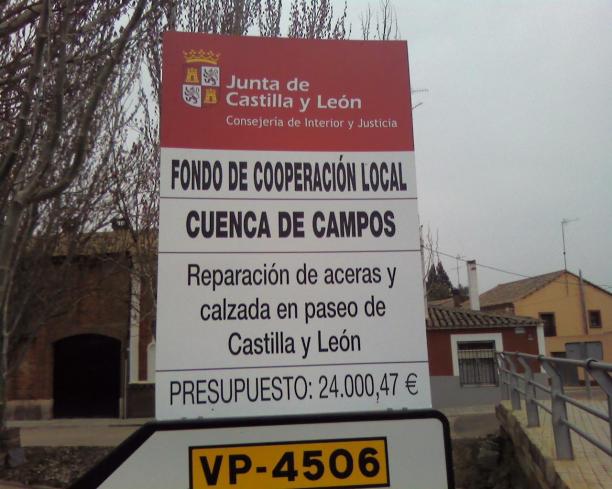 Junta de
Castilla y León
Consejería de Interior y Justicia
FONDO DE COOPERACIÓN LOCAL
CUENCA DE CAMPOS
Reparación de aceras y
calzada en paseo de
Castilla y León
PRESUPUESTO: 24.000,47 €
VP-4506